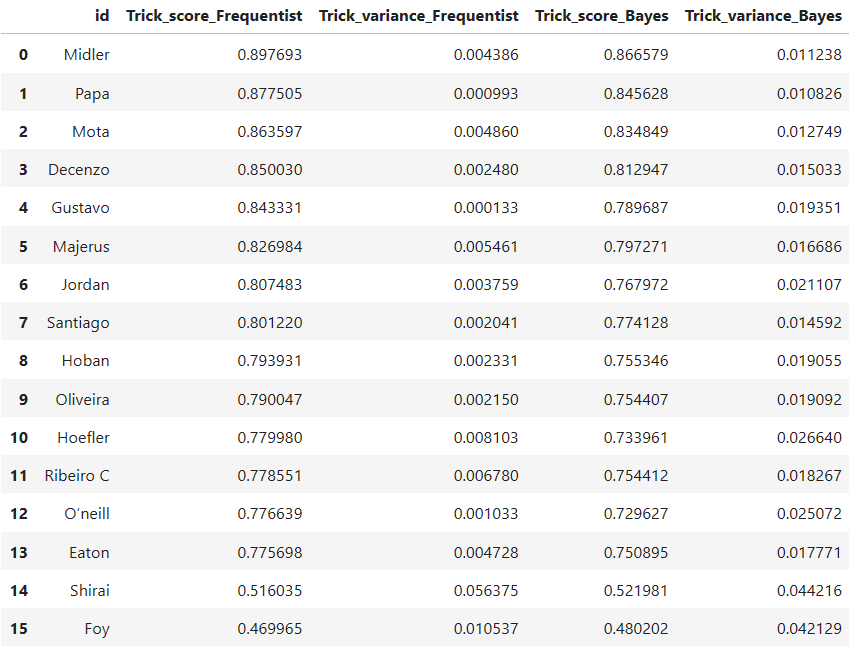 id Trick_score_Frequentist Trick_variance_Frequentist Trick_score_Bayes Trick_variance_Bayes
0 Midler 0.897693 0.004386 0.866579 0.011238
1 Papa 0.877505 0.000993 0.845628 0.010826
2 Mota 0.863597 0.004860 0.834849 0.012749
3 Decenzo 0.850030 0.002480 0.812947 0.015033
4 Gustavo 0.843331 0.000133 0.789687 0.019351
5 Majerus 0.826984 0.005461 0.797271 0.016686
6 Jordan 0.807483 0.003759 0.767972 0.021107
7 Santiago 0.801220 0.002041 0.774128 0.014592
8 Hoban 0.793931 0.002331 0.755346 0.019055
9 Oliveira 0.790047 0.002150 0.754407 0.019092
10 Hoefler 0.779980 0.008103 0.733961 0.026640
11 Ribeiro C 0.778551 0.006780 0.754412 0.018267
12 O’neill 0.776639 0.001033 0.729627 0.025072
13 Eaton 0.775698 0.004728 0.750895 0.017771
14 Shirai 0.516035 0.056375 0.521981 0.044216
15 Foy 0.469965 0.010537 0.480202 0.042129